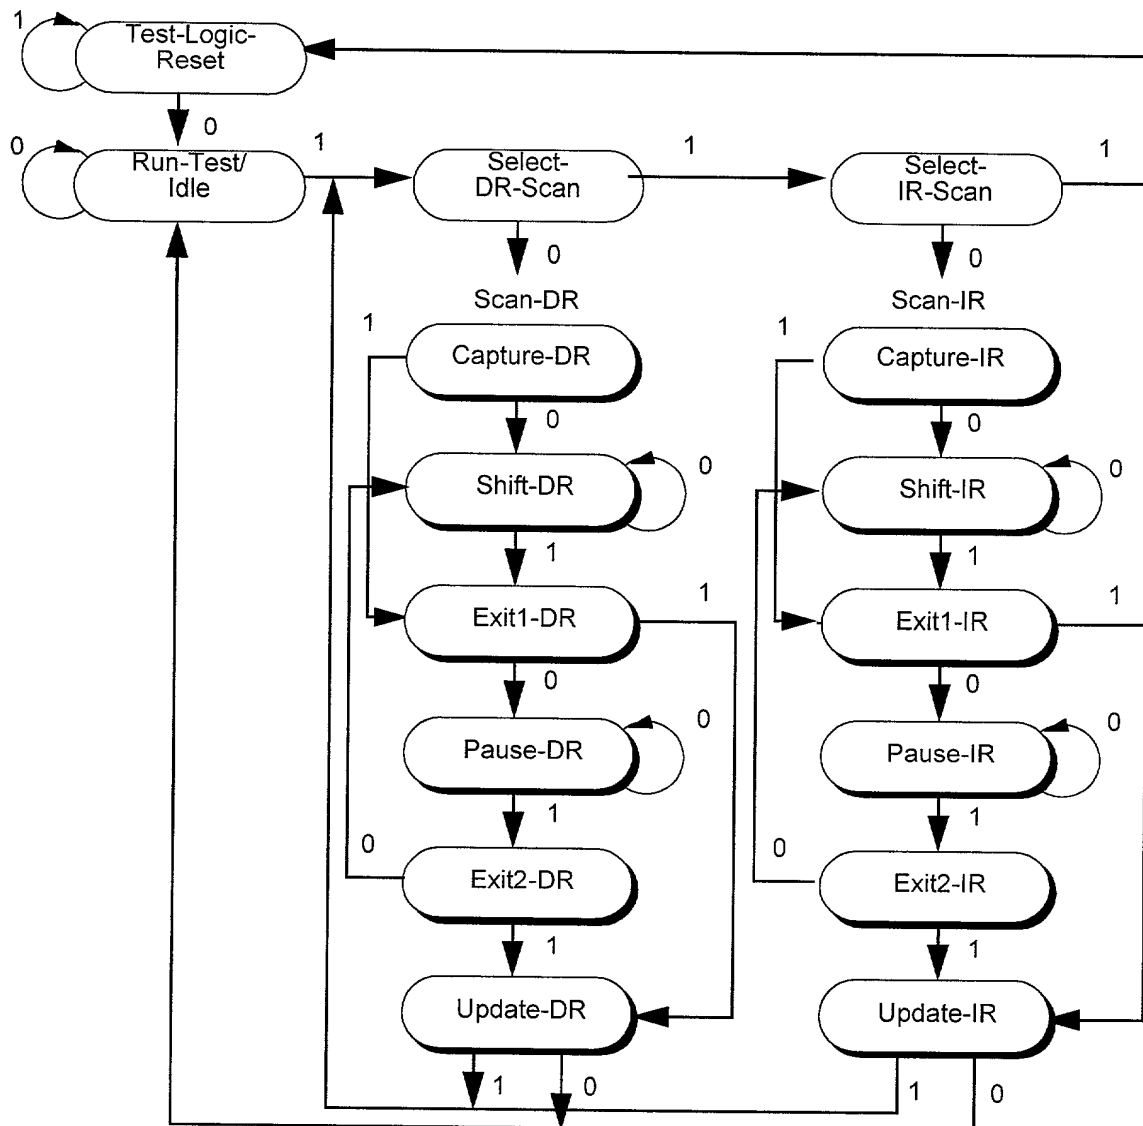 1
Test-Logic-
Reset
0
0
Run-Test/
Idle
1
Select-
DR-Scan
1
Select-
IR-Scan
1
0
0
Scan-DR
Scan-IR
1
Capture-DR
1
Capture-IR
0
0
Shift-DR
0
Shift-IR
0
1
1
Exit1-DR
1
Exit1-IR
1
0
0
Pause-DR
0
Pause-IR
0
1
1
0
Exit2-DR
0
Exit2-IR
1
1
Update-DR
Update-IR
1
0
1
0